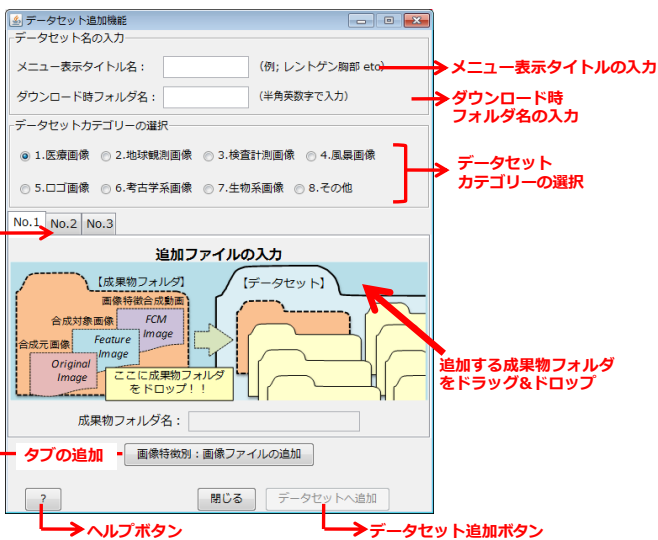 データセット追加機能
データセット名の入力
メニュー表示タイトル名： (例; レントゲン胸部 etc)
メニュー表示タイトルの入力
ダウンロード時フォルダ名： (半角英数字で入力)
ダウンロード時
フォルダ名の入力
データセットカテゴリーの選択
1.医療画像 2.地球観測画像 3.検査計測画像 4.風景画像
5.ロゴ画像 6.考古学系画像 7.生物系画像 8.その他
データセット
カテゴリーの選択
No.1 No.2 No.3
追加ファイルの入力
【成果物フォルダ】
【データセット】
画像特徴合成動画
合成対象画像
FCM
Image
合成元画像
Feature
Image
Original
Image
ここに成果物フォルダ
をドロップ！！
追加する成果物フォルダ
をドラッグ&ドロップ
成果物フォルダ名：
タブの追加
画像特徴別：画像ファイルの追加
?
閉じる
データセットへ追加
ヘルプボタン
データセット追加ボタン